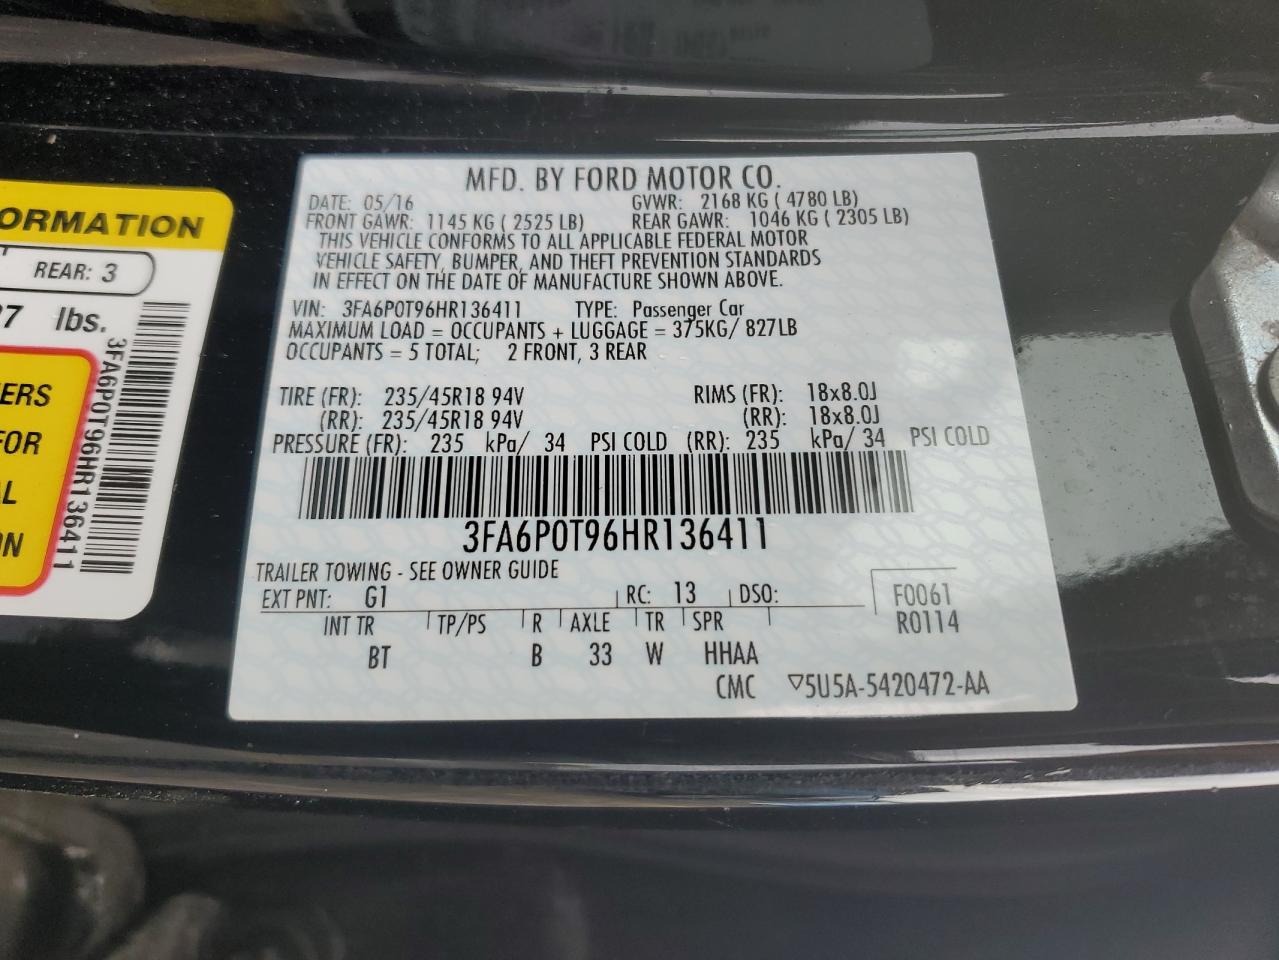 MFD. BY FORD MOTOR CO.
DATE: 05/16 GVWR: 2168 KG ( 4780 LB)
FRONT GAWR: 1145 KG ( 2525 LB) REAR GAWR: 1046 KG ( 2305 LB)
THIS VEHICLE CONFORMS TO ALL APPLICABLE FEDERAL MOTOR
VEHICLE SAFETY, BUMPER, AND THEFT PREVENTION STANDARDS
IN EFFECT ON THE DATE OF MANUFACTURE SHOWN ABOVE.
VIN: 3FA6P0T96HR136411 TYPE: Passenger Car
MAXIMUM LOAD = OCCUPANTS + LUGGAGE = 375KG/ 827LB
OCCUPANTS = 5 TOTAL; 2 FRONT, 3 REAR
TIRE (FR): 235/45R18 94V RIMS (FR): 18x8.0J
(RR): 235/45R18 94V (RR): 18x8.0J
PRESSURE (FR): 235 kPa/ 34 PSI COLD (RR): 235 kPa/ 34 PSI COLD
3FA6P0T96HR136411
TRAILER TOWING - SEE OWNER GUIDE
EXT PNT: G1 RC: 13 DSO: F0061
INT TR TP/PS R AXLE TR SPR R0114
BT B 33 W HHAA
CMC ▽5U5A-5420472-AA
ORMATION
REAR: 3
7 lbs.
ERS
FOR
AL
ON
3FA6P0T96HR136411